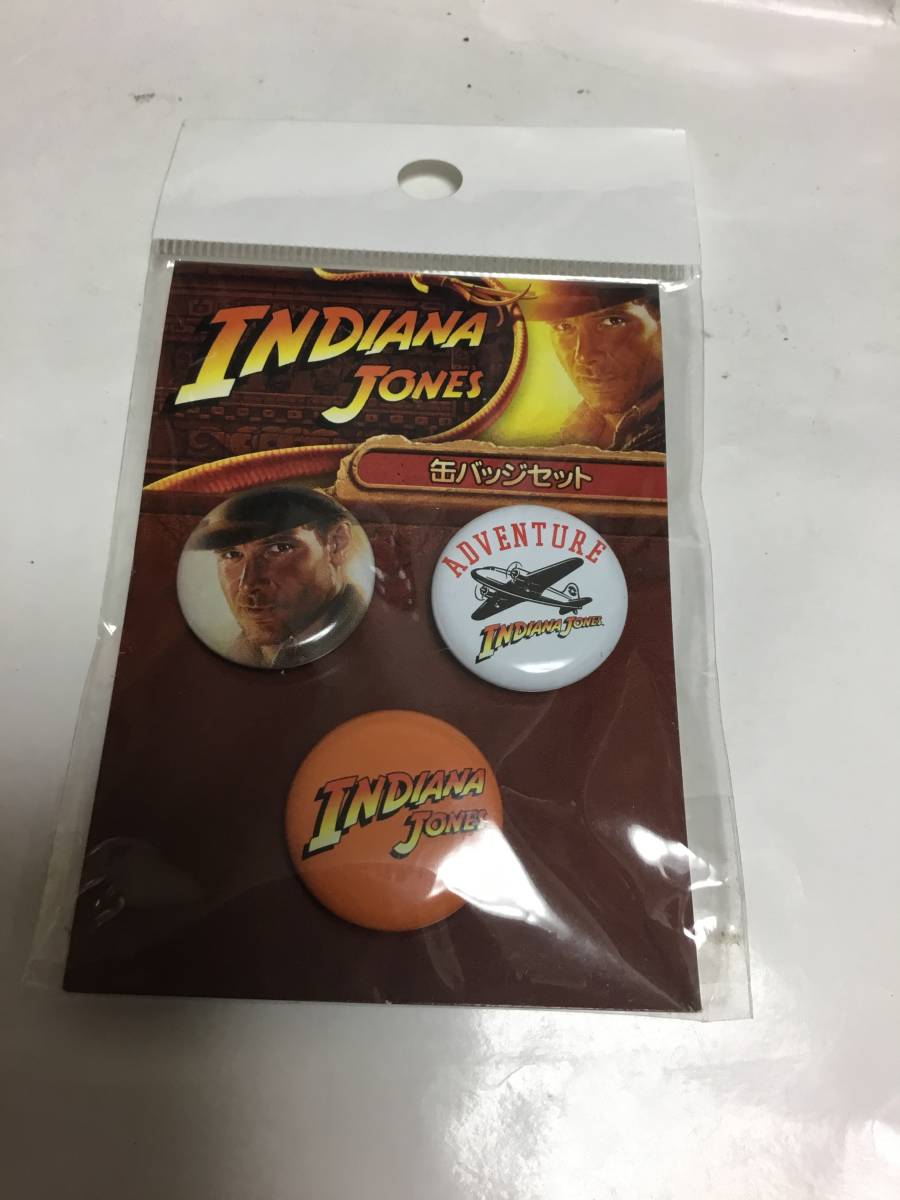 INDIANA
JONES
缶バッジセット
ADVENTURE
INDIANA JONES
INDIANA
JONES